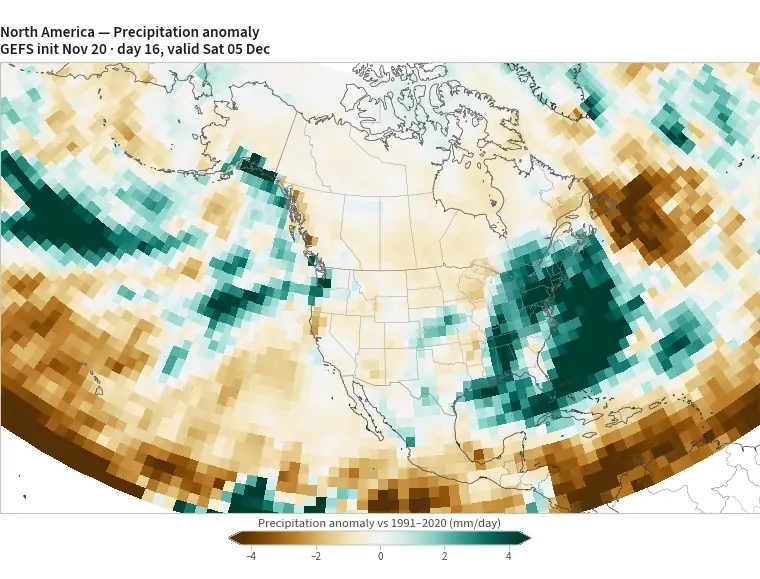 North America — Precipitation anomaly
GEFS init Nov 20 · day 16, valid Sat 05 Dec
Precipitation anomaly vs 1991–2020 (mm/day)
−4 −2 0 2 4